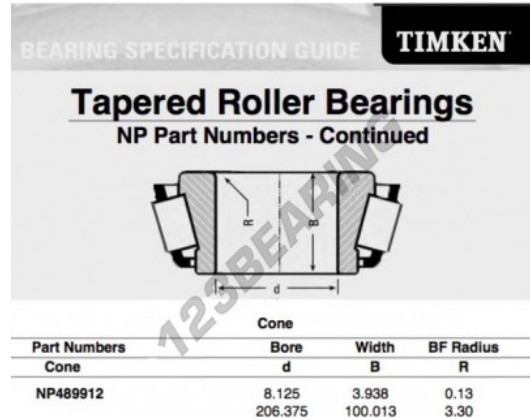 BEARING SPECIFICATION GUIDE
TIMKEN
Tapered Roller Bearings
NP Part Numbers - Continued
R
B
d
123BEARING
Cone
Part Numbers Bore Width BF Radius
Cone d B R
NP489912 8.125 3.938 0.13
206.375 100.013 3.30